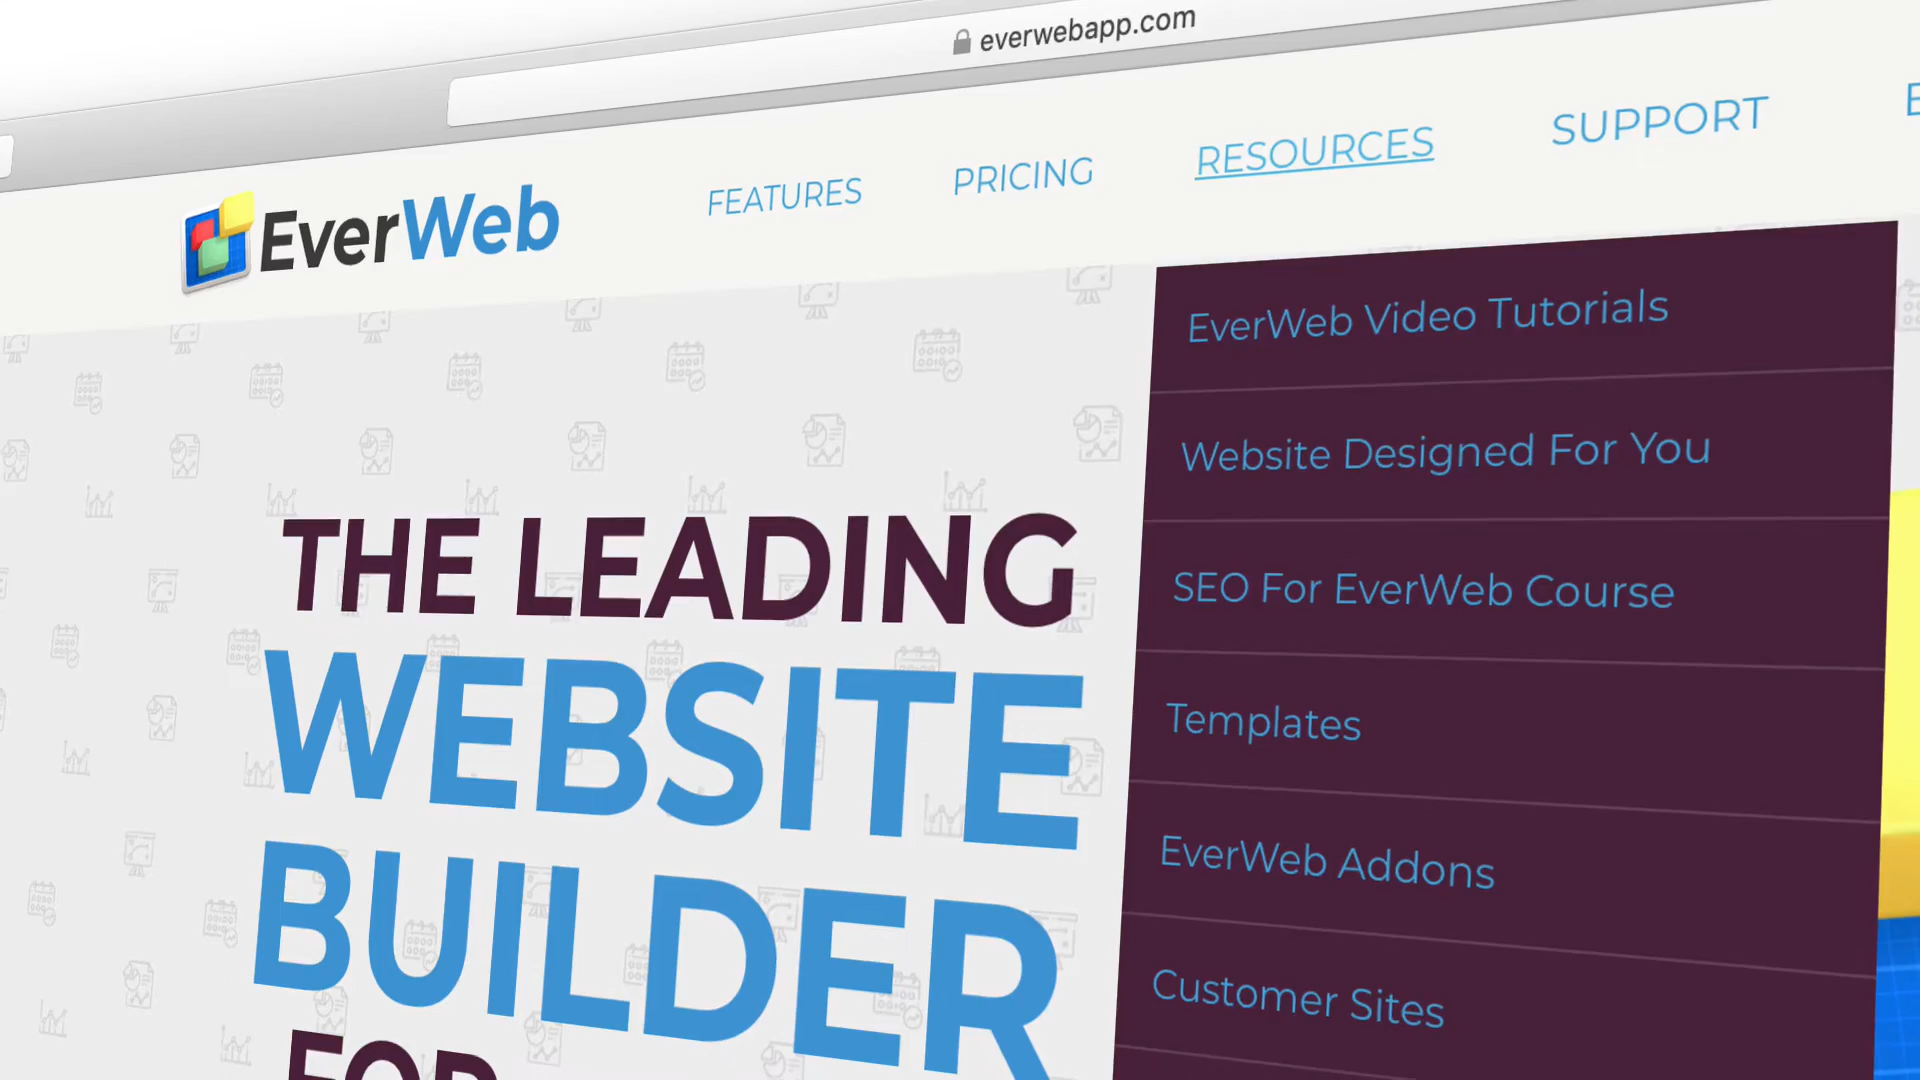 everwebapp.com
EverWeb
FEATURES
PRICING
RESOURCES
SUPPORT
EverWeb Video Tutorials
Website Designed For You
SEO For EverWeb Course
Templates
EverWeb Addons
Customer Sites
THE LEADING
WEBSITE
BUILDER
FOR